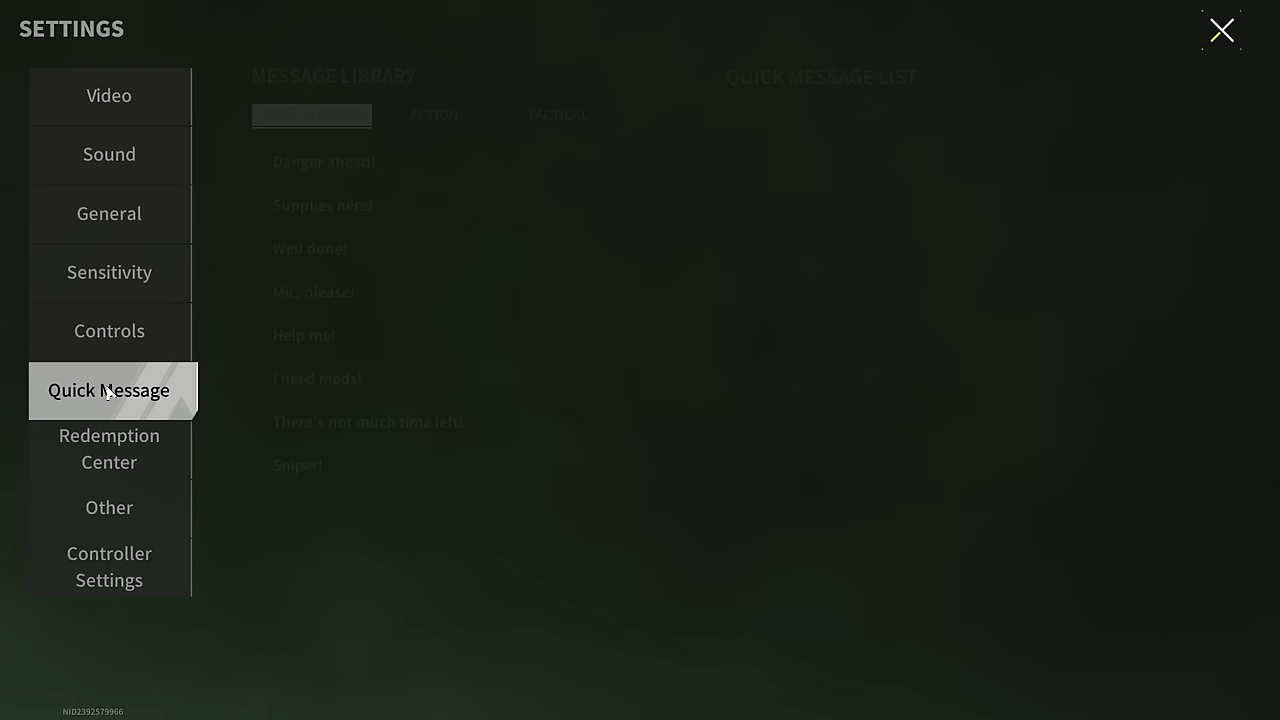 SETTINGS
Video
Sound
General
Sensitivity
Controls
Quick Message
Redemption
Center
Other
Controller
Settings
MESSAGE LIBRARY
ACTION
TACTICAL
Danger ahead!
Supplies here!
Well done!
Mic, please!
Help me!
I need meds!
There's not much time left!
Sniper!
QUICK MESSAGE LIST
NID2392579966